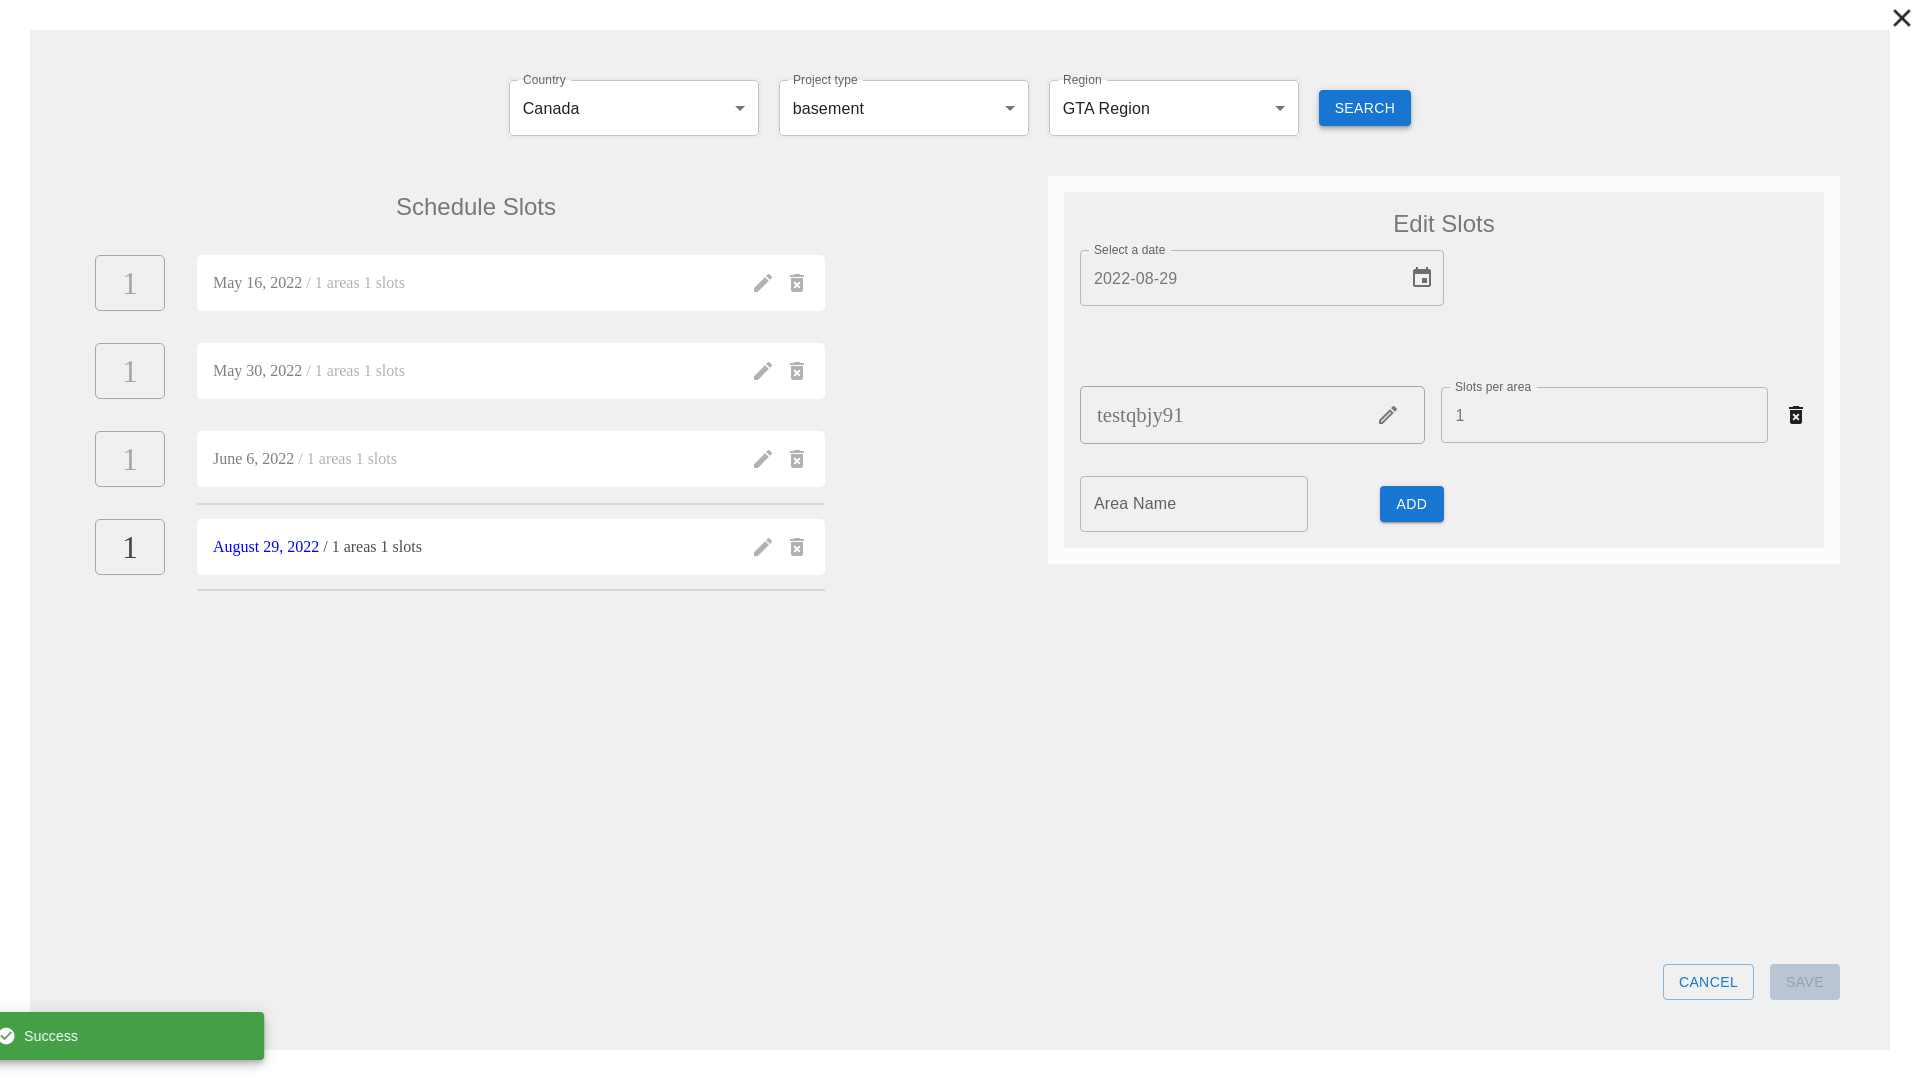 Country
Canada
Project type
basement
Region
GTA Region
SEARCH
Schedule Slots
1
May 16, 2022 / 1 areas 1 slots
1
May 30, 2022 / 1 areas 1 slots
1
June 6, 2022 / 1 areas 1 slots
1
August 29, 2022 / 1 areas 1 slots
Edit Slots
Select a date
2022-08-29
testqbjy91
Slots per area
1
Area Name
ADD
CANCEL
SAVE
Success